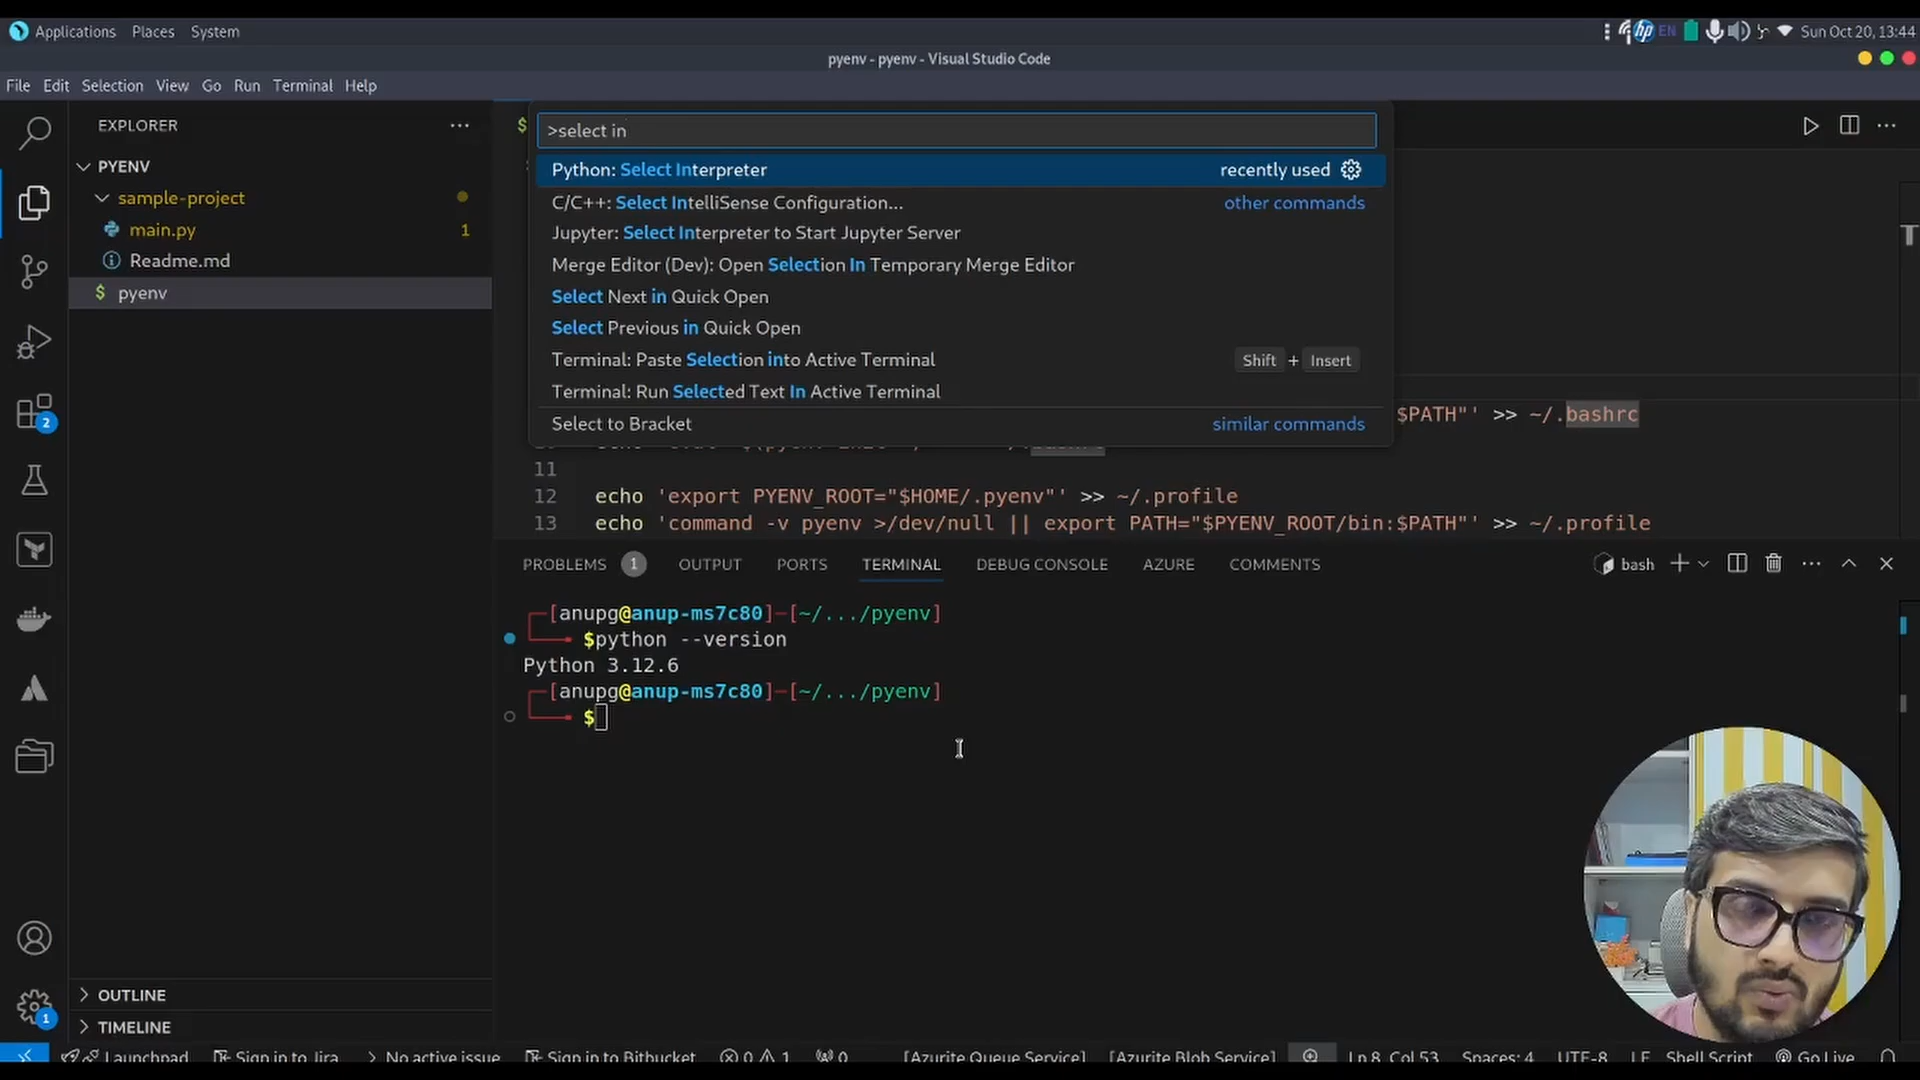 Applications Places System
hp EN Sun Oct 20, 13:44
pyenv - pyenv - Visual Studio Code
File Edit Selection View Go Run Terminal Help
EXPLORER
PYENV
sample-project
main.py 1
Readme.md
$ pyenv
$
>select in
Python: Select Interpreter recently used
C/C++: Select IntelliSense Configuration... other commands
Jupyter: Select Interpreter to Start Jupyter Server
Merge Editor (Dev): Open Selection In Temporary Merge Editor
Select Next in Quick Open
Select Previous in Quick Open
Terminal: Paste Selection into Active Terminal Shift + Insert
Terminal: Run Selected Text In Active Terminal
Select to Bracket similar commands
$PATH"' >> ~/.bashrc
11
12 echo 'export PYENV_ROOT="$HOME/.pyenv"' >> ~/.profile
13 echo 'command -v pyenv >/dev/null || export PATH="$PYENV_ROOT/bin:$PATH"' >> ~/.profile
PROBLEMS 1 OUTPUT PORTS TERMINAL DEBUG CONSOLE AZURE COMMENTS
bash
[anupg@anup-ms7c80]-[~/.../pyenv]
$python --version
Python 3.12.6
[anupg@anup-ms7c80]-[~/.../pyenv]
$
2
1
OUTLINE
TIMELINE
Launchpad Sign in to Jira No active issue Sign in to Bitbucket 0 1 0 [Azurite Queue Service] [Azurite Blob Service] Ln 8, Col 53 Spaces: 4 UTF-8 LF Shell Script Go Live